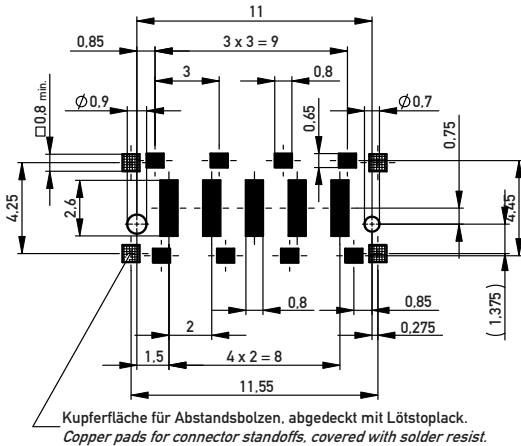 11
0,85
3 x 3 = 9
3
0,8
Ø0,9
Ø0,7
□0,8 min.
0,65
0,75
4,25
2,6
4,45
0,8
0,85
(1,375)
2
0,275
1,5
4 x 2 = 8
11,55
Kupferfläche für Abstandsbolzen, abgedeckt mit Lötstoplack.
Copper pads for connector standoffs, covered with solder resist.